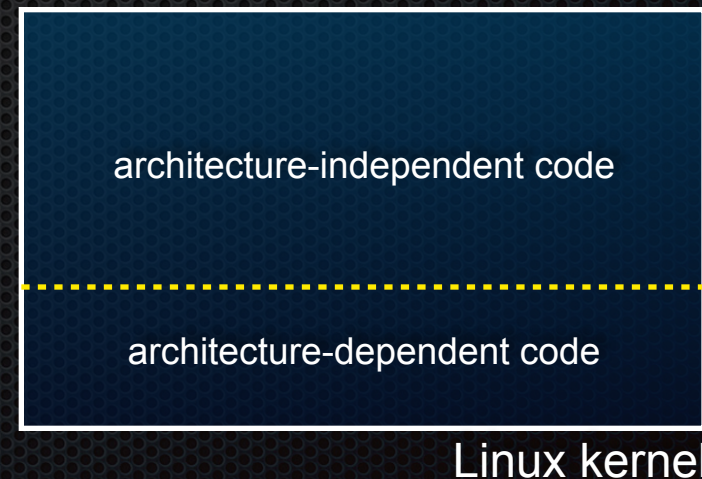 architecture-independent code
architecture-dependent code
Linux kernel